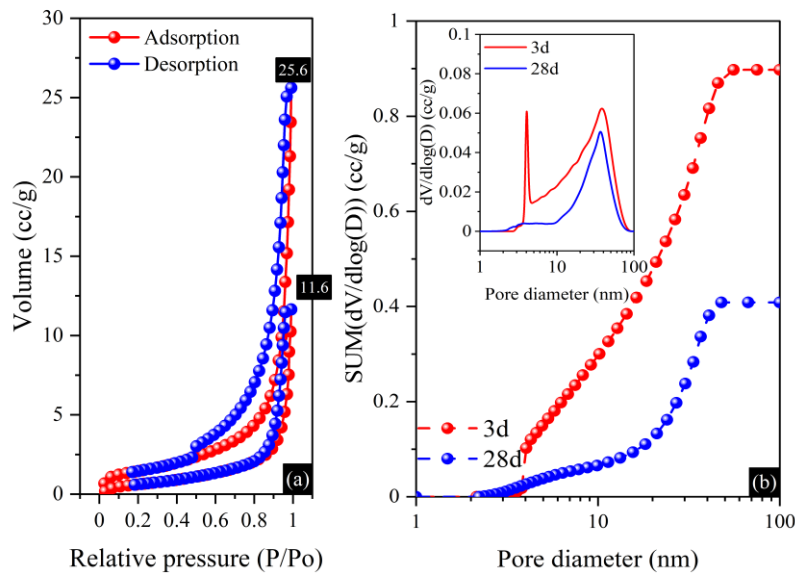 Adsorption
Desorption
25.6
11.6
30
25
20
15
10
5
0
Volume (cc/g)
0 0.2 0.4 0.6 0.8 1
Relative pressure (P/Po)
(a)
1
0.8
0.6
0.4
0.2
0
SUM(dV/dlog(D)) (cc/g)
1 10 100
Pore diameter (nm)
3d
28d
(b)
3d
28d
0.1
0.08
0.06
0.04
0.02
0
dV/dlog(D) (cc/g)
1 10 100
Pore diameter (nm)